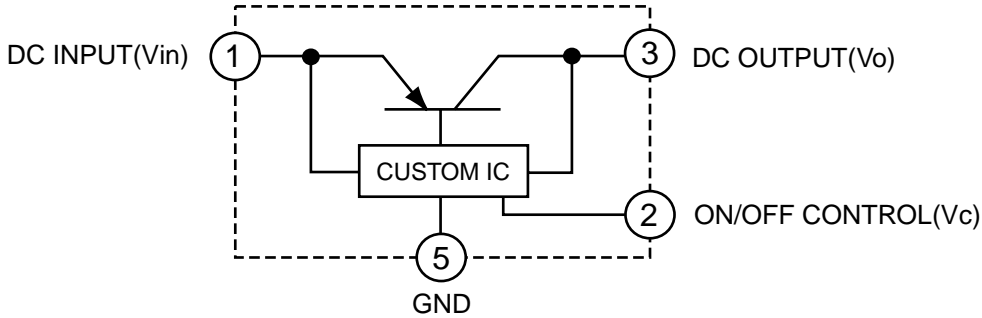 DC INPUT(Vin)
1
3
DC OUTPUT(Vo)
CUSTOM IC
2
ON/OFF CONTROL(Vc)
5
GND